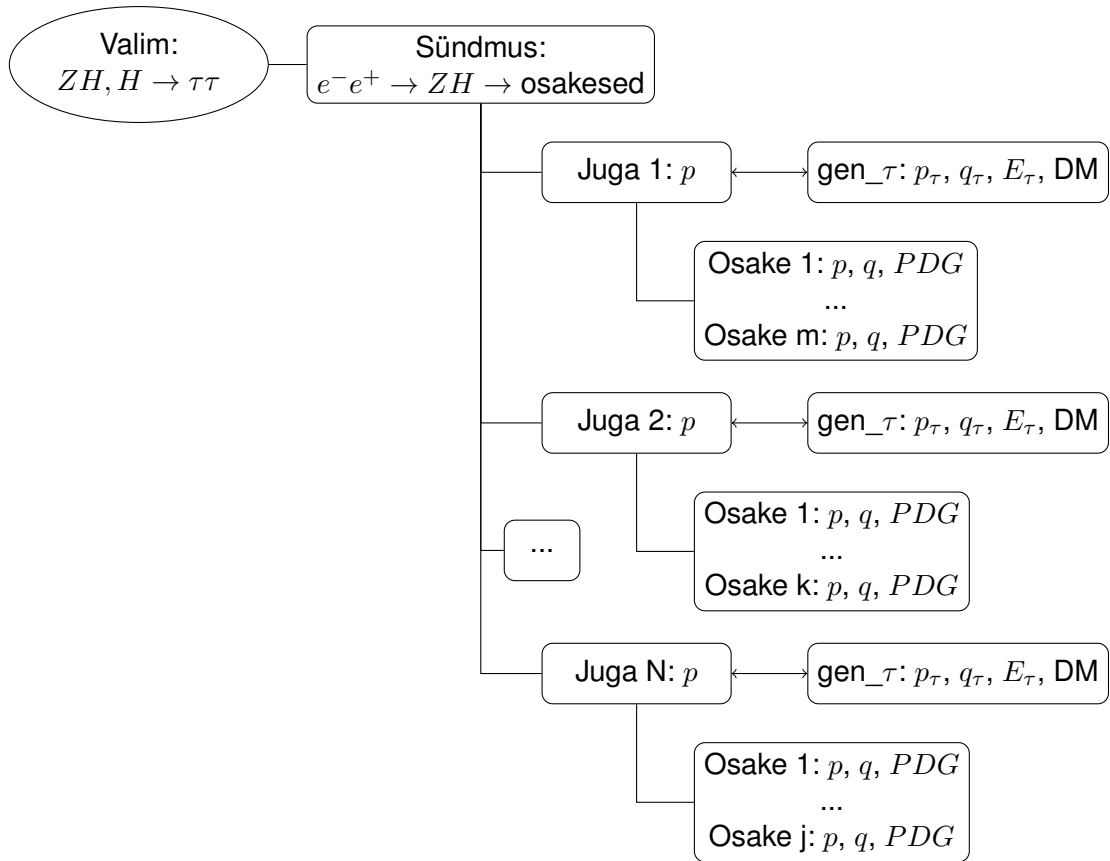 Valim:
ZH, H → ττ
Sündmus:
e⁻e⁺ → ZH → osakesed
Juga 1: p
gen_τ: p_τ, q_τ, E_τ, DM
Osake 1: p, q, PDG
...
Osake m: p, q, PDG
Juga 2: p
gen_τ: p_τ, q_τ, E_τ, DM
Osake 1: p, q, PDG
...
Osake k: p, q, PDG
...
Juga N: p
gen_τ: p_τ, q_τ, E_τ, DM
Osake 1: p, q, PDG
...
Osake j: p, q, PDG